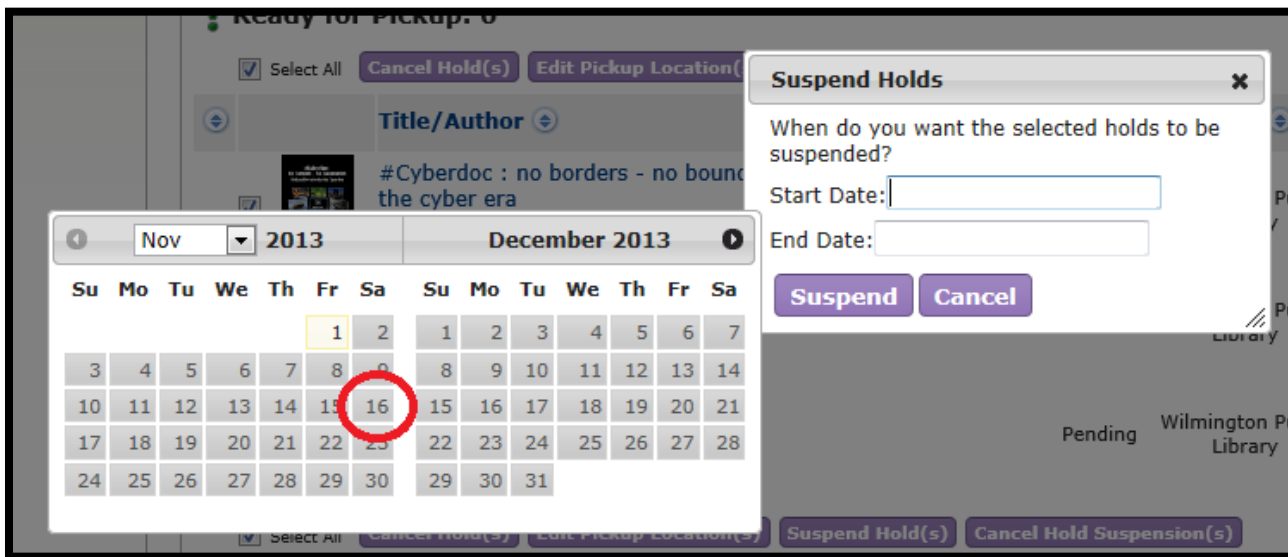 Ready for Pickup: 6
Select All Cancel Hold(s) Edit Pickup Location(
Title/Author
#Cyberdoc : no borders - no bound
the cyber era
Suspend Holds
When do you want the selected holds to be
suspended?
Start Date:
End Date:
Suspend Cancel
Nov 2013 December 2013
Su Mo Tu We Th Fr Sa Su Mo Tu We Th Fr Sa
1 2 1 2 3 4 5 6 7
3 4 5 6 7 8 9 8 9 10 11 12 13 14
10 11 12 13 14 15 16 15 16 17 18 19 20 21
17 18 19 20 21 22 23 22 23 24 25 26 27 28
24 25 26 27 28 29 30 29 30 31
Library
Pending Wilmington P
Library
Select All Cancel Hold(s) Edit Pickup Location(s) Suspend Hold(s) Cancel Hold Suspension(s)